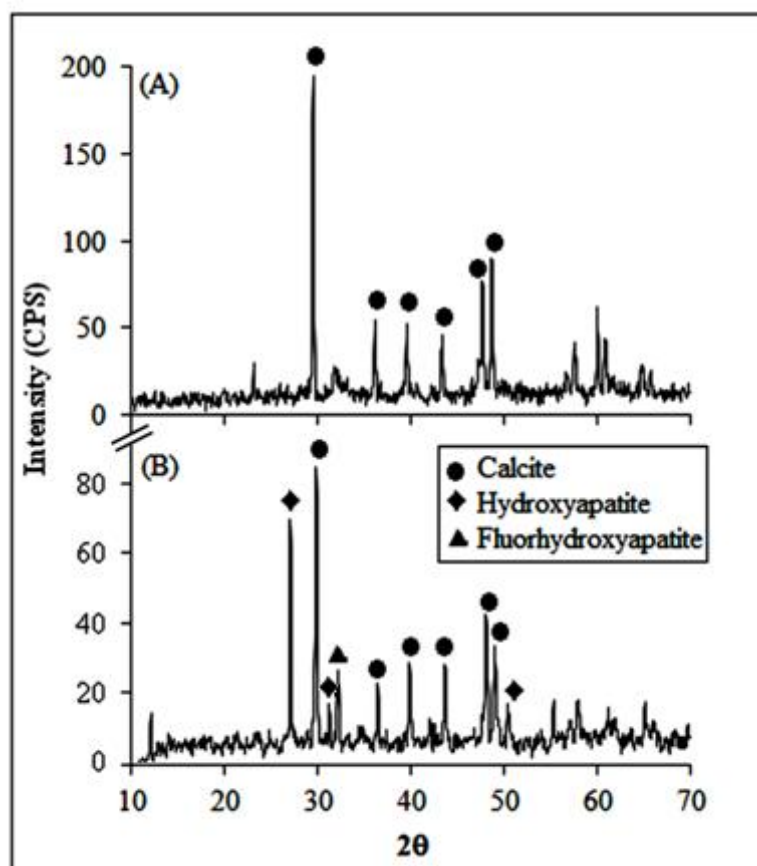 200
(A)
150
100
50
0
Intensity (CPS)
(B)
80
60
40
20
0
Calcite
Hydroxyapatite
Fluorhydroxyapatite
10 20 30 40 50 60 70
2θ